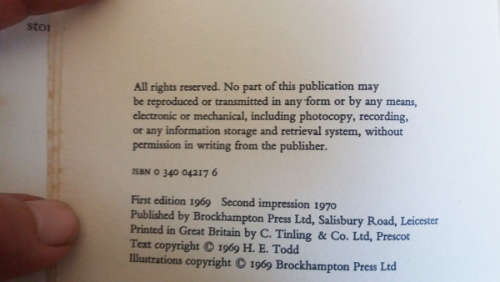 stor
All rights reserved. No part of this publication may
be reproduced or transmitted in any form or by any means,
electronic or mechanical, including photocopy, recording,
or any information storage and retrieval system, without
permission in writing from the publisher.
ISBN 0 340 04217 6
First edition 1969 Second impression 1970
Published by Brockhampton Press Ltd, Salisbury Road, Leicester
Printed in Great Britain by C. Tinling & Co. Ltd, Prescot
Text copyright © 1969 H. E. Todd
Illustrations copyright © 1969 Brockhampton Press Ltd